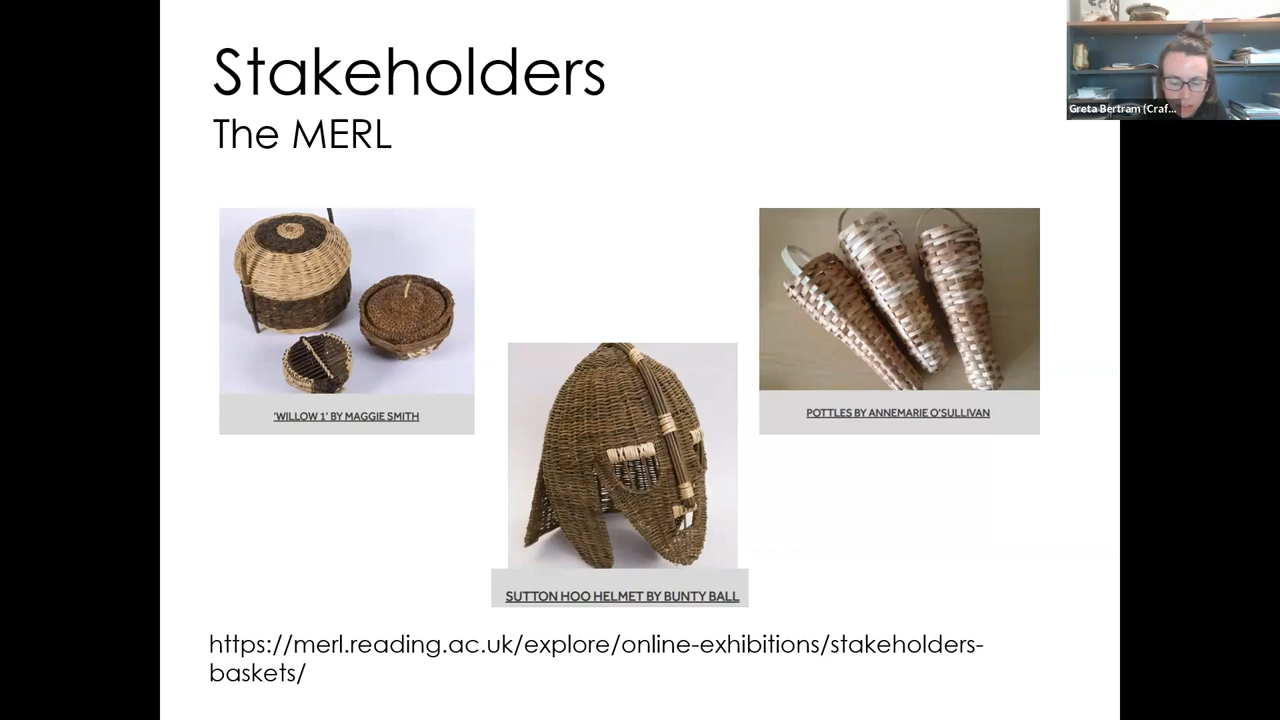 Stakeholders
The MERL
Greta Bertram (Craf...
'WILLOW 1' BY MAGGIE SMITH
POTTLES BY ANNEMARIE O'SULLIVAN
SUTTON HOO HELMET BY BUNTY BALL
https://merl.reading.ac.uk/explore/online-exhibitions/stakeholders-
baskets/